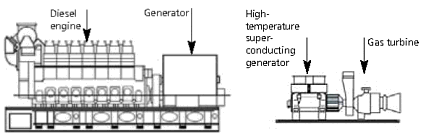 Diesel
engine
Generator
High-
temperature
super-
conducting
generator
Gas turbine